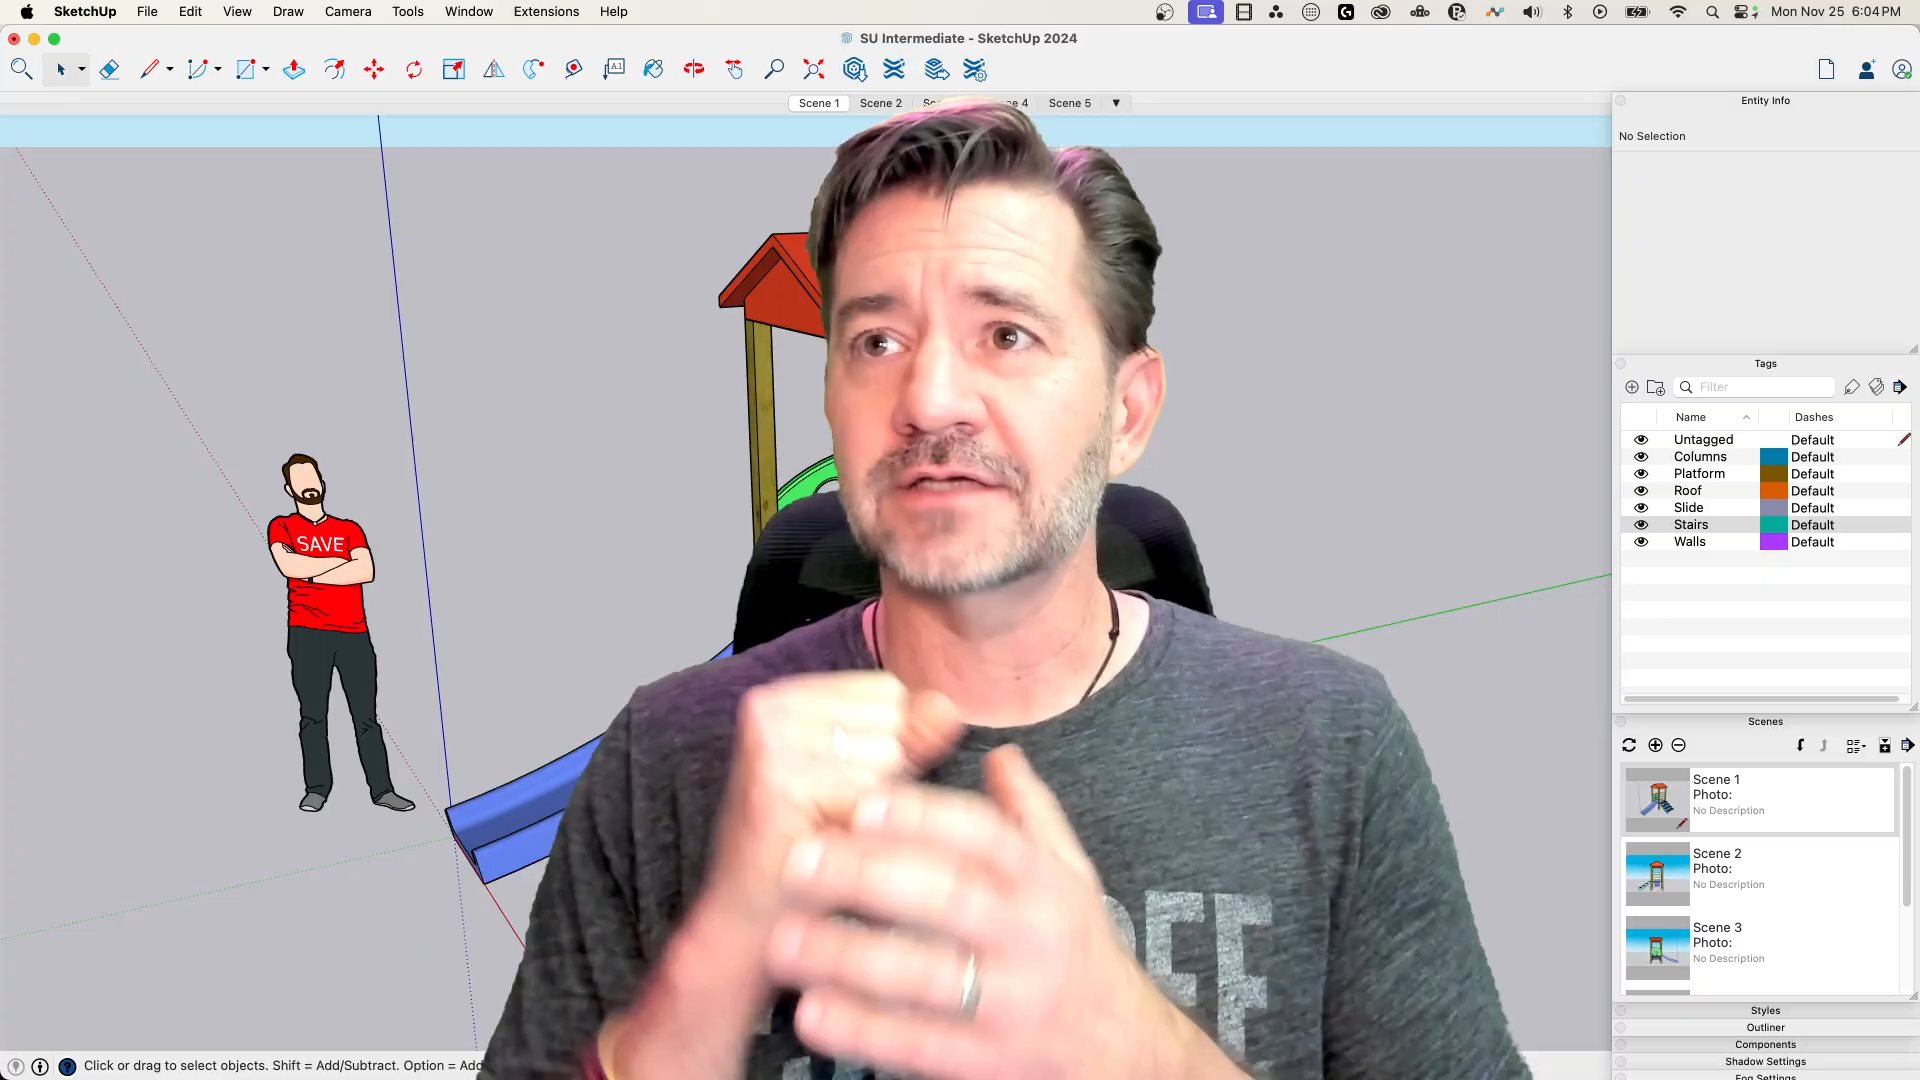 SketchUp File Edit View Draw Camera Tools Window Extensions Help Mon Nov 25 6:04 PM
SU Intermediate - SketchUp 2024
A1
Scene 1 Scene 2 4 Scene 5
Entity Info
No Selection
Tags
Filter
Name Dashes
Untagged Default
Columns Default
Platform Default
Roof Default
Slide Default
Stairs Default
Walls Default
SAVE
Scenes
Scene 1
Photo:
No Description
Scene 2
Photo:
No Description
Scene 3
Photo:
No Description
Styles
Outliner
Components
Shadow Settings
Fog Settings
Click or drag to select objects. Shift = Add/Subtract. Option = Add